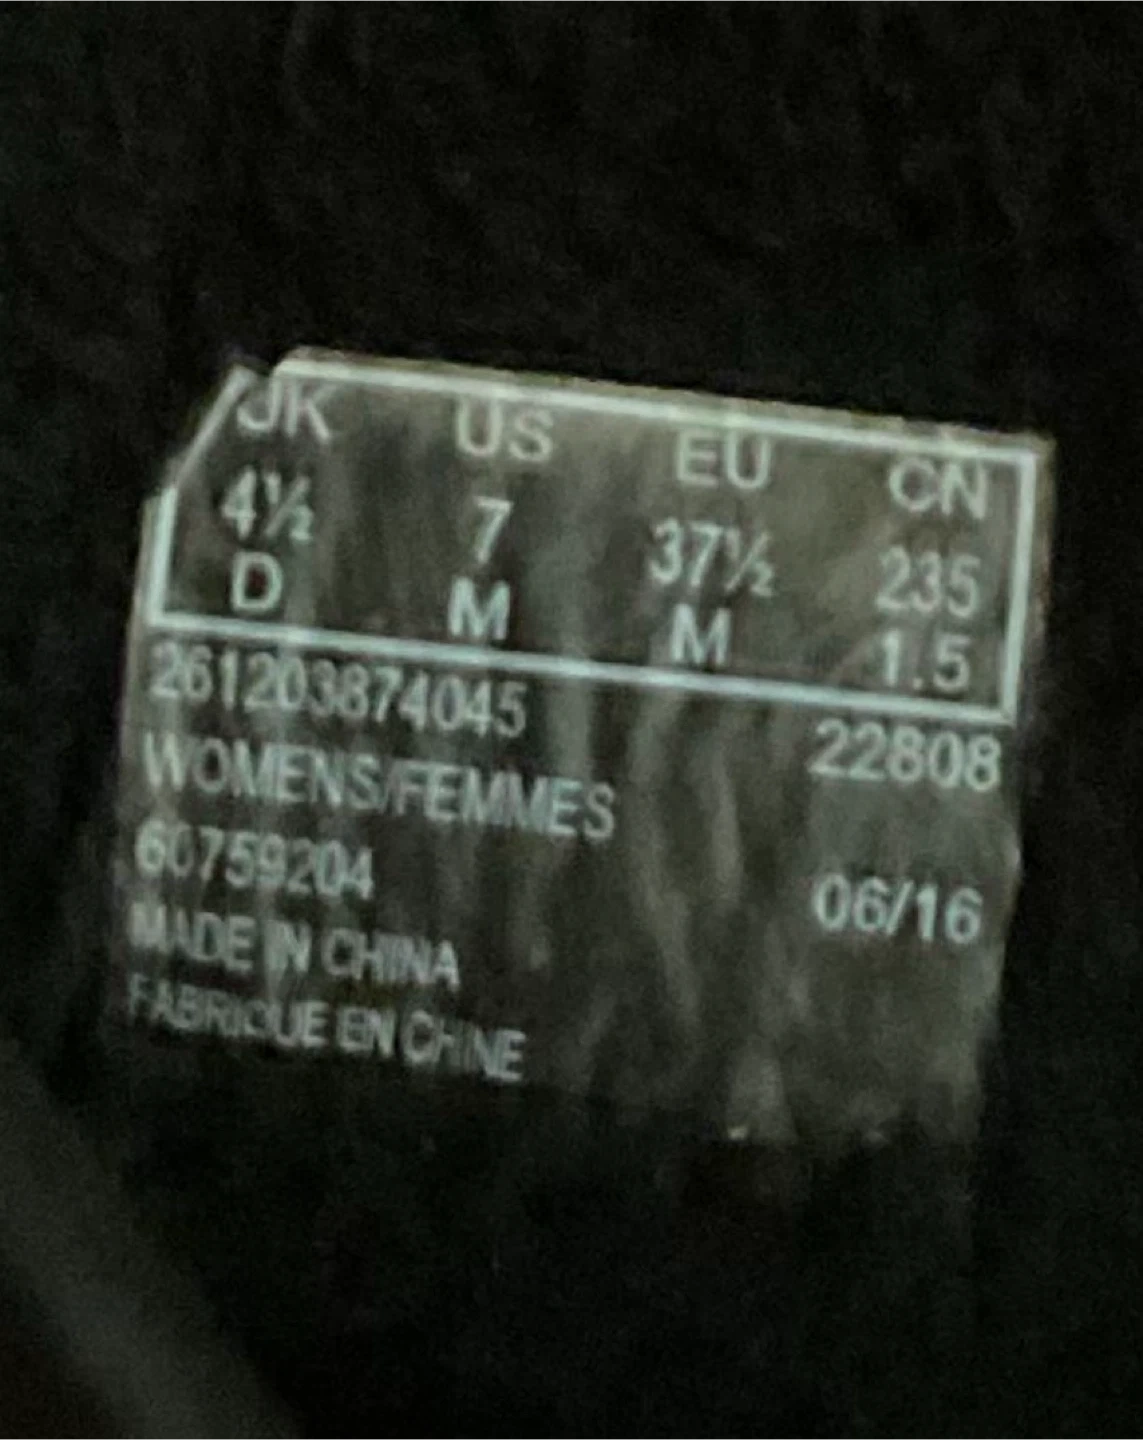 JK US EU CN
4½ 7 37½ 235
D M M 1.5
261203874045 22808
WOMENS/FEMMES
60759204 06/16
MADE IN CHINA
FABRIQUE EN CHINE